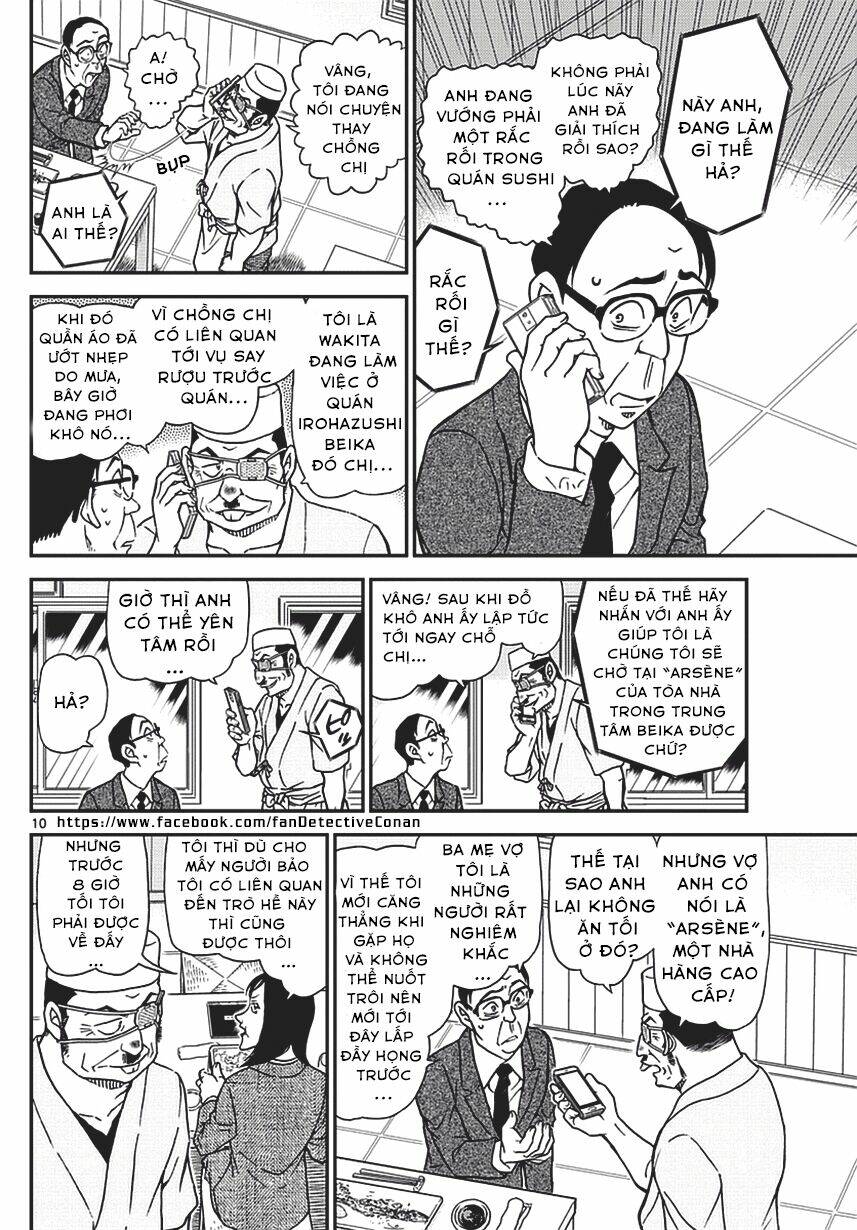 NÀY ANH,
ĐANG LÀM
GÌ THẾ
HẢ?
KHÔNG PHẢI
LÚC NÃY
ANH ĐÃ
GIẢI THÍCH
RỒI SAO?
ANH ĐANG
VƯỚNG PHẢI
MỘT RẮC
RỐI TRONG
QUÁN SUSHI
...
RẮC
RỐI
GÌ
THẾ?
VÂNG,
TÔI ĐANG
NÓI CHUYỆN
THAY
CHỒNG
CHỊ
A!
CHỜ
...
BỤP
ANH LÀ
AI THẾ?
TÔI LÀ
WAKITA
ĐANG LÀM
VIỆC Ở
QUÁN
IROHAZUSHI
BEIKA
ĐÓ CHỊ...
VÌ CHỒNG CHỊ
CÓ LIÊN QUAN
TỚI VỤ SAY
RƯỢU TRƯỚC
QUÁN...
KHI ĐÓ
QUẦN ÁO ĐÃ
ƯỚT NHẸP
DO MƯA,
BÂY GIỜ
ĐANG PHƠI
KHÔ NÓ...
NẾU ĐÃ THẾ HÃY
NHẮN VỚI ANH ẤY
GIÚP TÔI LÀ
CHÚNG TÔI SẼ
CHỜ TẠI "ARSÈNE"
CỦA TÒA NHÀ
TRONG TRUNG
TÂM BEIKA ĐƯỢC
CHỨ?
VÂNG! SAU KHI ĐỒ
KHÔ ANH ẤY LẬP TỨC
TỚI NGAY CHỖ
CHỊ...
GIỜ THÌ ANH
CÓ THỂ YÊN
TÂM RỒI
...
HẢ?
10 https://www.facebook.com/fanDetectiveConan
NHƯNG VỢ
ANH CÓ
NÓI LÀ
"ARSÈNE",
MỘT NHÀ
HÀNG CAO
CẤP!
THẾ TẠI
SAO ANH
LẠI KHÔNG
ĂN TỐI
Ở ĐÓ?
BA MẸ VỢ
TÔI LÀ
NHỮNG
NGƯỜI RẤT
NGHIÊM
KHẮC
...
VÌ THẾ TÔI
MỚI CĂNG
THẲNG KHI
GẶP HỌ
VÀ KHÔNG
THỂ NUỐT
TRÔI NÊN
MỚI TỚI
ĐÂY LẤP
ĐẦY HỌNG
TRƯỚC
...
TÔI THÌ DÙ CHO
MẤY NGƯỜI BẢO
TÔI CÓ LIÊN QUAN
ĐẾN TRÒ HỀ NÀY
THÌ CŨNG
ĐƯỢC THÔI
...
NHƯNG
TRƯỚC
8 GIỜ
TỐI TÔI
PHẢI ĐƯỢC
VỀ ĐẤY
...